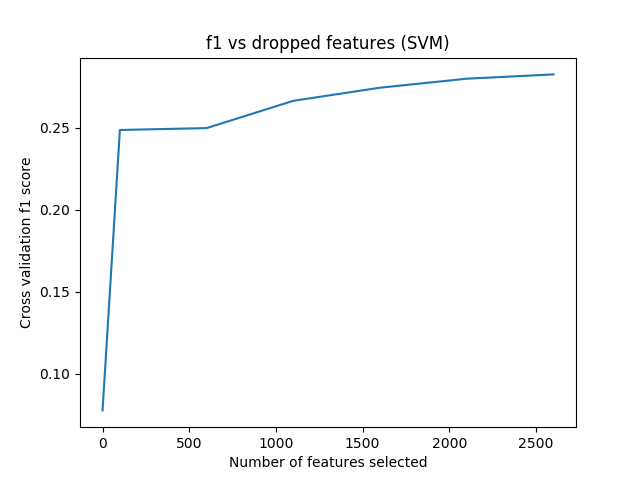 f1 vs dropped features (SVM)
Cross validation f1 score
0.25
0.20
0.15
0.10
0 500 1000 1500 2000 2500
Number of features selected